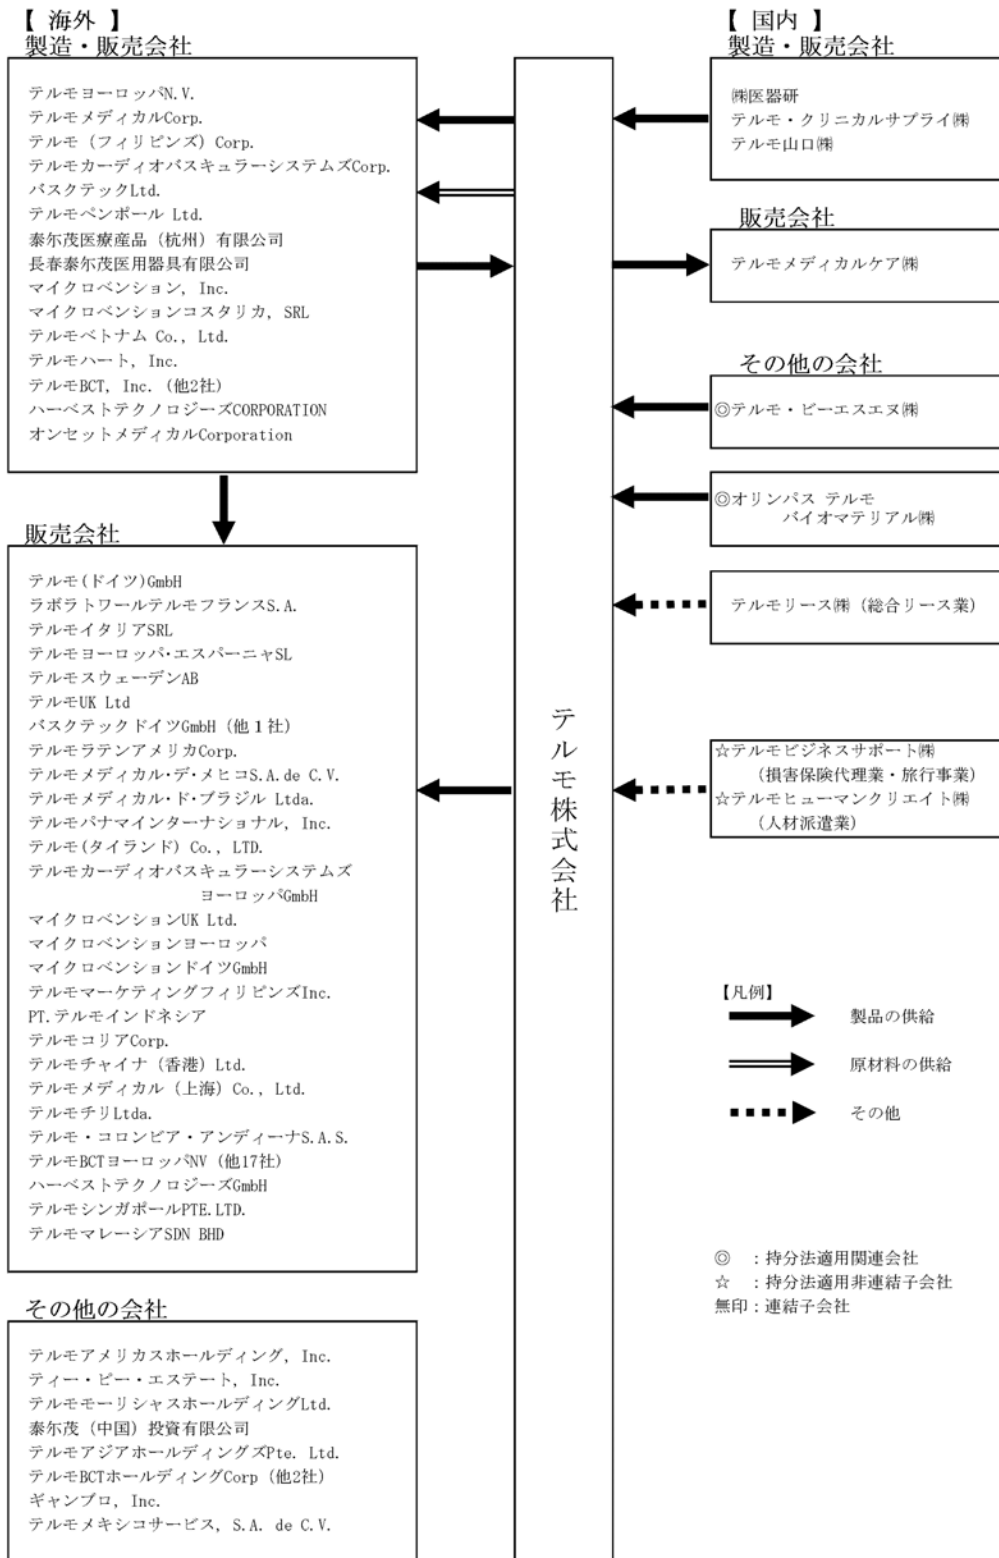 【 海外 】
製造・販売会社
テルモヨーロッパN.V.
テルモメディカルCorp.
テルモ（フィリピンズ）Corp.
テルモカーディオバスキュラーシステムズCorp.
バスクテックLtd.
テルモペンポール Ltd.
泰尓茂医療産品（杭州）有限公司
長春泰尓茂医用器具有限公司
マイクロベンション, Inc.
マイクロベンションコスタリカ, SRL
テルモベトナム Co., Ltd.
テルモハート, Inc.
テルモBCT, Inc.（他2社）
ハーベストテクノロジーズCORPORATION
オンセットメディカルCorporation
販売会社
テルモ(ドイツ)GmbH
ラボラトワールテルモフランスS.A.
テルモイタリアSRL
テルモヨーロッパ・エスパーニャSL
テルモスウェーデンAB
テルモUK Ltd
バスクテックドイツGmbH（他１社）
テルモラテンアメリカCorp.
テルモメディカル・デ・メヒコS.A.de C.V.
テルモメディカル・ド・ブラジル Ltda.
テルモパナマインターナショナル, Inc.
テルモ(タイランド) Co., LTD.
テルモカーディオバスキュラーシステムズ
ヨーロッパGmbH
マイクロベンションUK Ltd.
マイクロベンションヨーロッパ
マイクロベンションドイツGmbH
テルモマーケティングフィリピンズInc.
PT.テルモインドネシア
テルモコリアCorp.
テルモチャイナ（香港）Ltd.
テルモメディカル（上海）Co., Ltd.
テルモチリLtda.
テルモ・コロンビア・アンディーナS.A.S.
テルモBCTヨーロッパNV（他17社）
ハーベストテクノロジーズGmbH
テルモシンガポールPTE.LTD.
テルモマレーシアSDN BHD
その他の会社
テルモアメリカスホールディング, Inc.
ティー・ピー・エステート, Inc.
テルモモーリシャスホールディングLtd.
泰尓茂（中国）投資有限公司
テルモアジアホールディングズPte. Ltd.
テルモBCTホールディングCorp（他2社）
ギャンブロ, Inc.
テルモメキシコサービス, S.A. de C.V.
テルモ株式会社
【 国内 】
製造・販売会社
㈱医器研
テルモ・クリニカルサプライ㈱
テルモ山口㈱
販売会社
テルモメディカルケア㈱
その他の会社
◎テルモ・ビーエスエヌ㈱
◎オリンパス テルモ
バイオマテリアル㈱
テルモリース㈱（総合リース業）
☆テルモビジネスサポート㈱
（損害保険代理業・旅行事業）
☆テルモヒューマンクリエイト㈱
（人材派遣業）
【凡例】
製品の供給
原材料の供給
その他
◎ ：持分法適用関連会社
☆ ：持分法適用非連結子会社
無印：連結子会社